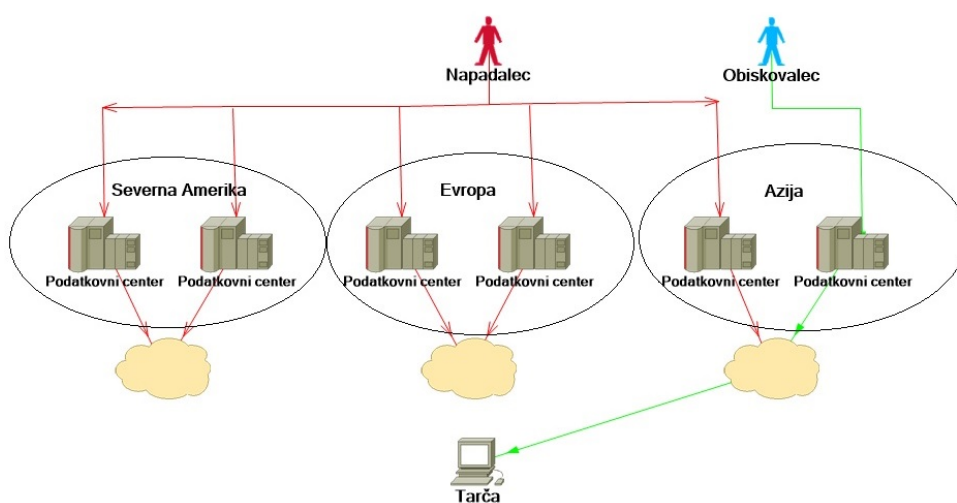 Napadalec
Obiskovalec
Severna Amerika
Evropa
Azija
Podatkovni center
Podatkovni center
Podatkovni center
Podatkovni center
Podatkovni center
Podatkovni center
Tarča